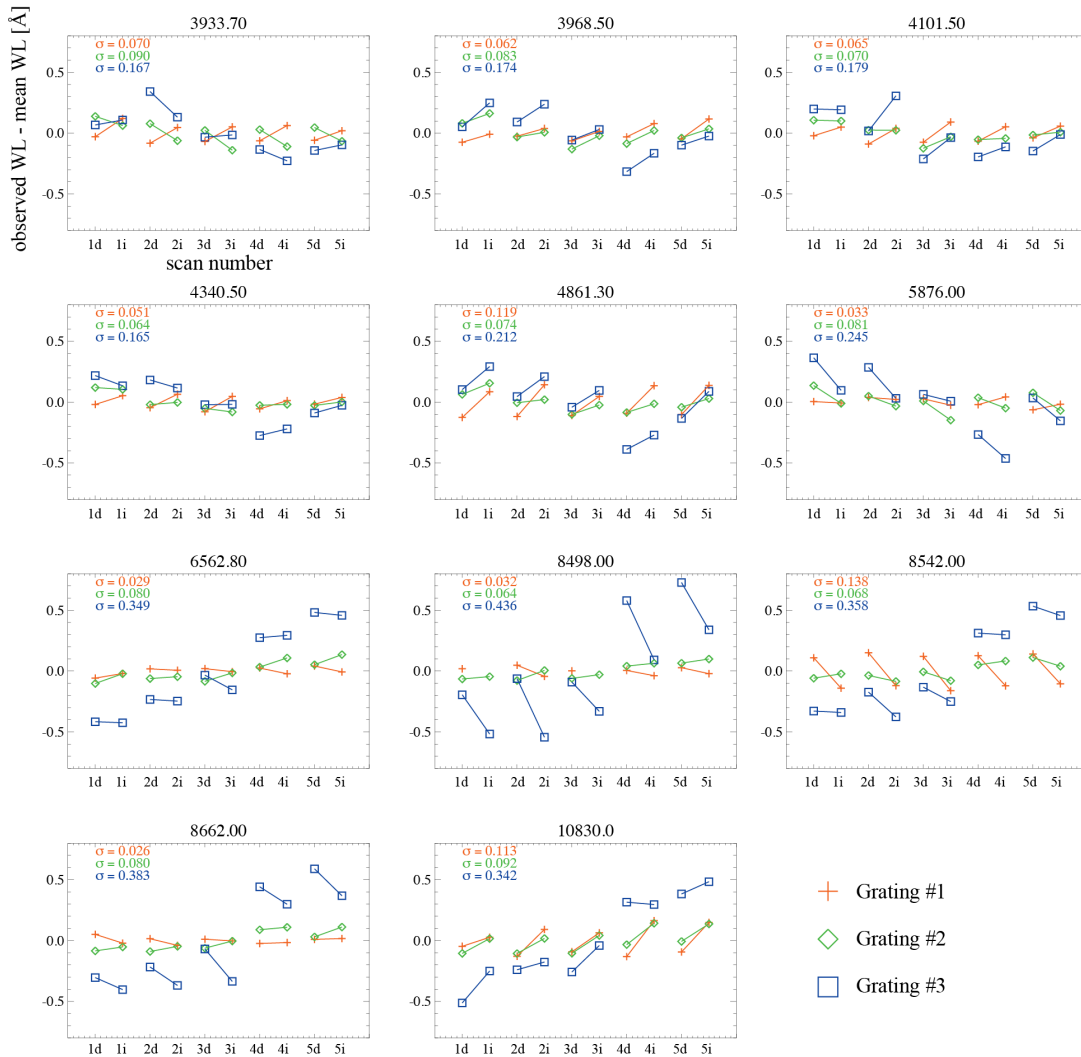 observed WL - mean WL [Å]
3933.70
σ = 0.070
σ = 0.090
σ = 0.167
0.5
0.0
-0.5
1d 1i 2d 2i 3d 3i 4d 4i 5d 5i
scan number
3968.50
σ = 0.062
σ = 0.083
σ = 0.174
0.5
0.0
-0.5
1d 1i 2d 2i 3d 3i 4d 4i 5d 5i
4101.50
σ = 0.065
σ = 0.070
σ = 0.179
0.5
0.0
-0.5
1d 1i 2d 2i 3d 3i 4d 4i 5d 5i
4340.50
σ = 0.051
σ = 0.064
σ = 0.165
0.5
0.0
-0.5
1d 1i 2d 2i 3d 3i 4d 4i 5d 5i
4861.30
σ = 0.119
σ = 0.074
σ = 0.212
0.5
0.0
-0.5
1d 1i 2d 2i 3d 3i 4d 4i 5d 5i
5876.00
σ = 0.033
σ = 0.081
σ = 0.245
0.5
0.0
-0.5
1d 1i 2d 2i 3d 3i 4d 4i 5d 5i
6562.80
σ = 0.029
σ = 0.080
σ = 0.349
0.5
0.0
-0.5
1d 1i 2d 2i 3d 3i 4d 4i 5d 5i
8498.00
σ = 0.032
σ = 0.064
σ = 0.436
0.5
0.0
-0.5
1d 1i 2d 2i 3d 3i 4d 4i 5d 5i
8542.00
σ = 0.138
σ = 0.068
σ = 0.358
0.5
0.0
-0.5
1d 1i 2d 2i 3d 3i 4d 4i 5d 5i
8662.00
σ = 0.026
σ = 0.080
σ = 0.383
0.5
0.0
-0.5
1d 1i 2d 2i 3d 3i 4d 4i 5d 5i
10830.0
σ = 0.113
σ = 0.092
σ = 0.342
0.5
0.0
-0.5
1d 1i 2d 2i 3d 3i 4d 4i 5d 5i
Grating #1
Grating #2
Grating #3